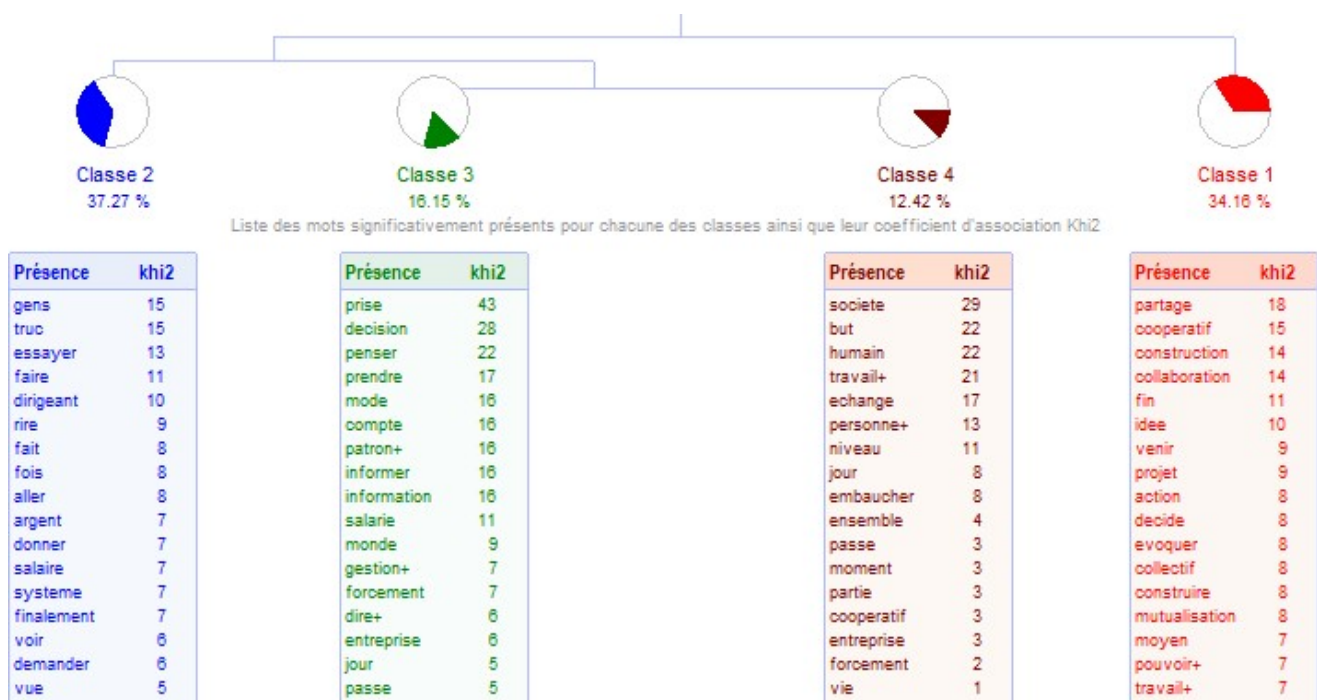 Classe 2 Classe 3 Classe 4 Classe 1
37.27 % 16.15 % 12.42 % 34.16 %
Liste des mots significativement présents pour chacune des classes ainsi que leur coefficient d'association Khi2
Présence khi2 Présence khi2 Présence khi2 Présence khi2
gens 15 prise 43 societe 29 partage 18
truc 15 decision 28 but 22 cooperatif 15
essayer 13 penser 22 humain 22 construction 14
faire 11 prendre 17 travail+ 21 collaboration 14
dirigeant 10 mode 16 echange 17 fin 11
rire 9 compte 16 personne+ 13 idee 10
fait 8 patron+ 16 niveau 11 venir 9
fois 8 informer 16 jour 8 projet 9
aller 8 information 16 embaucher 8 action 8
argent 7 salarie 11 ensemble 4 decide 8
donner 7 monde 9 passe 3 evoquer 8
salaire 7 gestion+ 7 moment 3 collectif 8
systeme 7 forcement 7 partie 3 construire 8
finalement 7 dire+ 6 cooperatif 3 mutualisation 8
voir 6 entreprise 6 entreprise 3 moyen 7
demander 6 jour 5 forcement 2 pouvoir+ 7
vue 5 passe 5 vie 1 travail+ 7